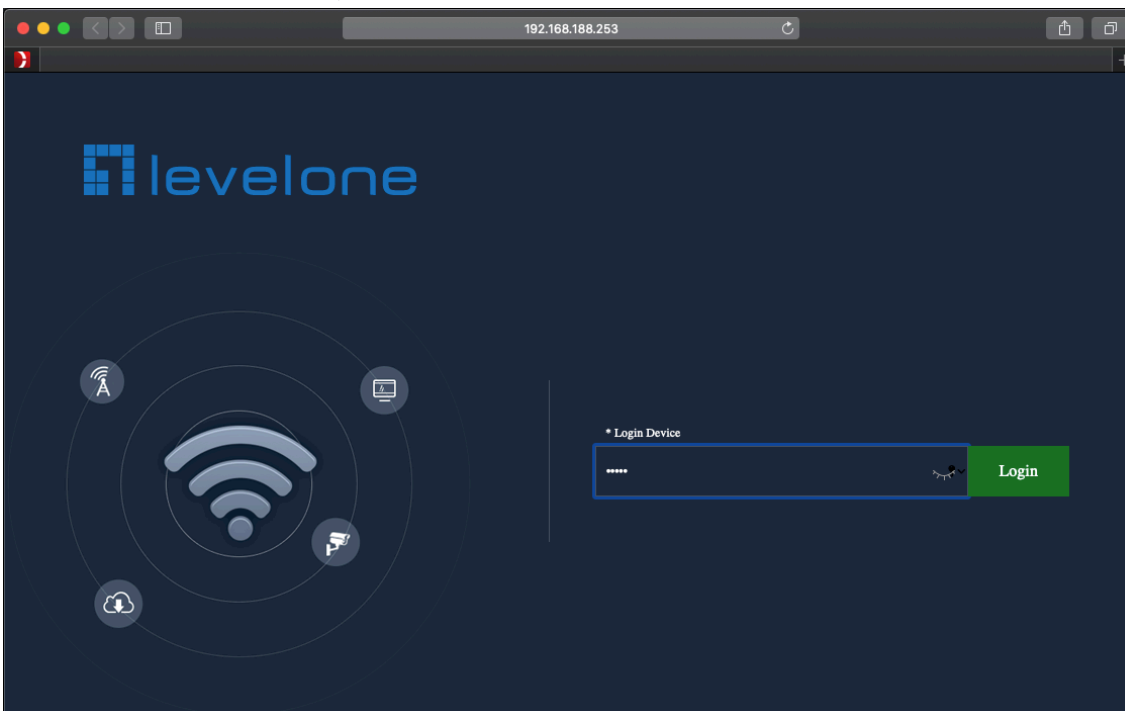 192.168.188.253
levelone
* Login Device
•••••
Login